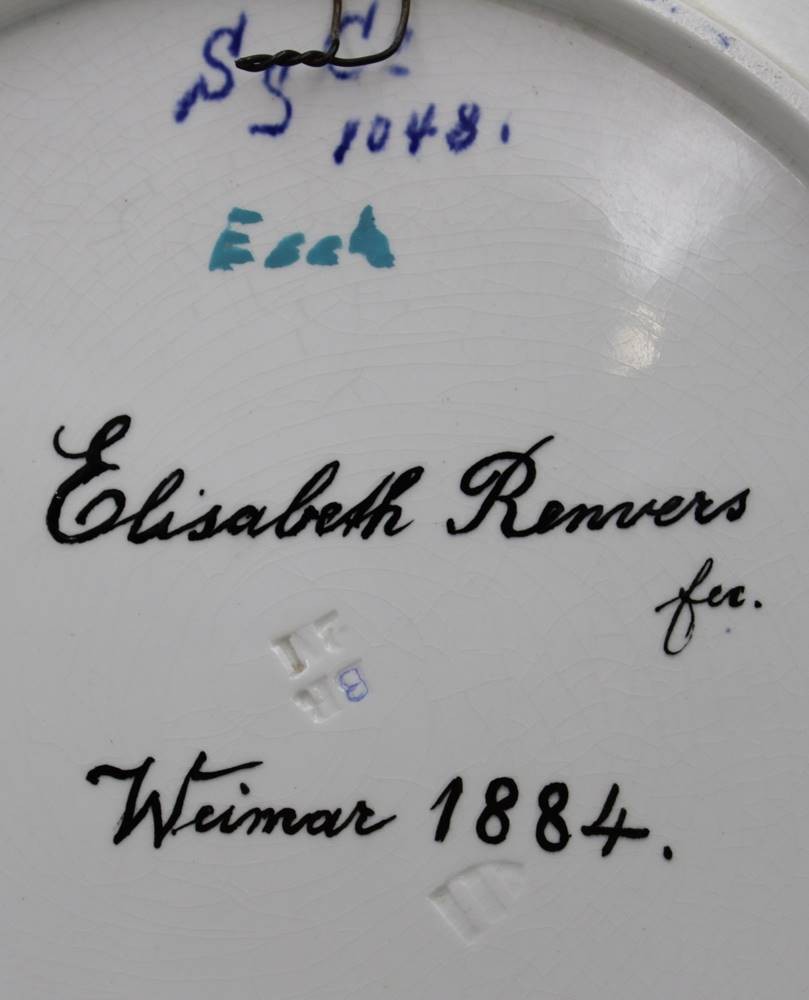 1048.
Elisabeth Renvers
fec.
B
Weimar 1884.